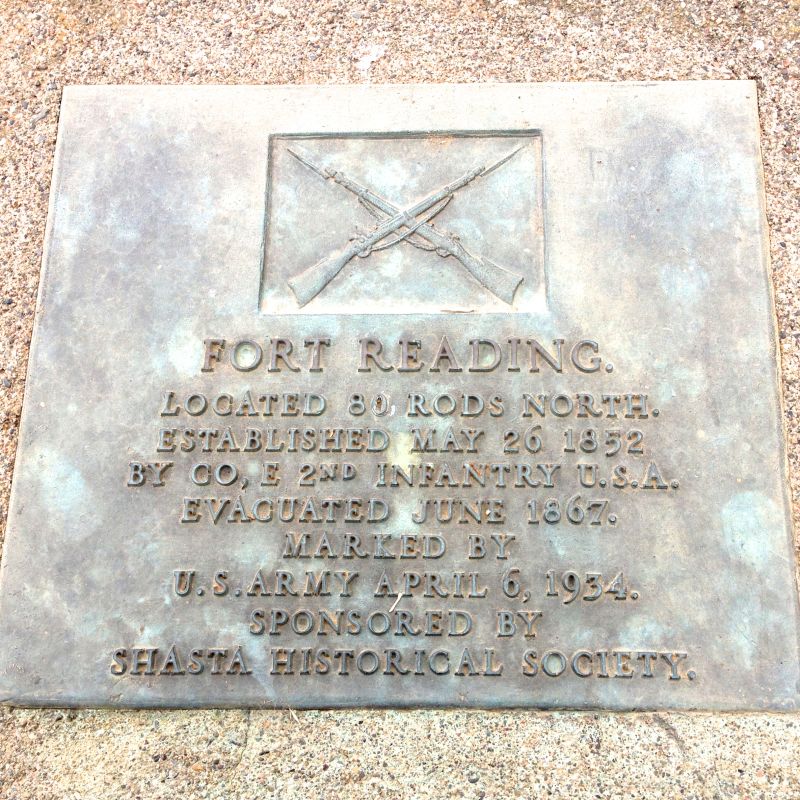 FORT READING.
LOCATED 80 RODS NORTH.
ESTABLISHED MAY 26 1852
BY CO, E 2ND INFANTRY U.S.A.
EVACUATED JUNE 1867.
MARKED BY
U.S. ARMY APRIL 6, 1934.
SPONSORED BY
SHASTA HISTORICAL SOCIETY.